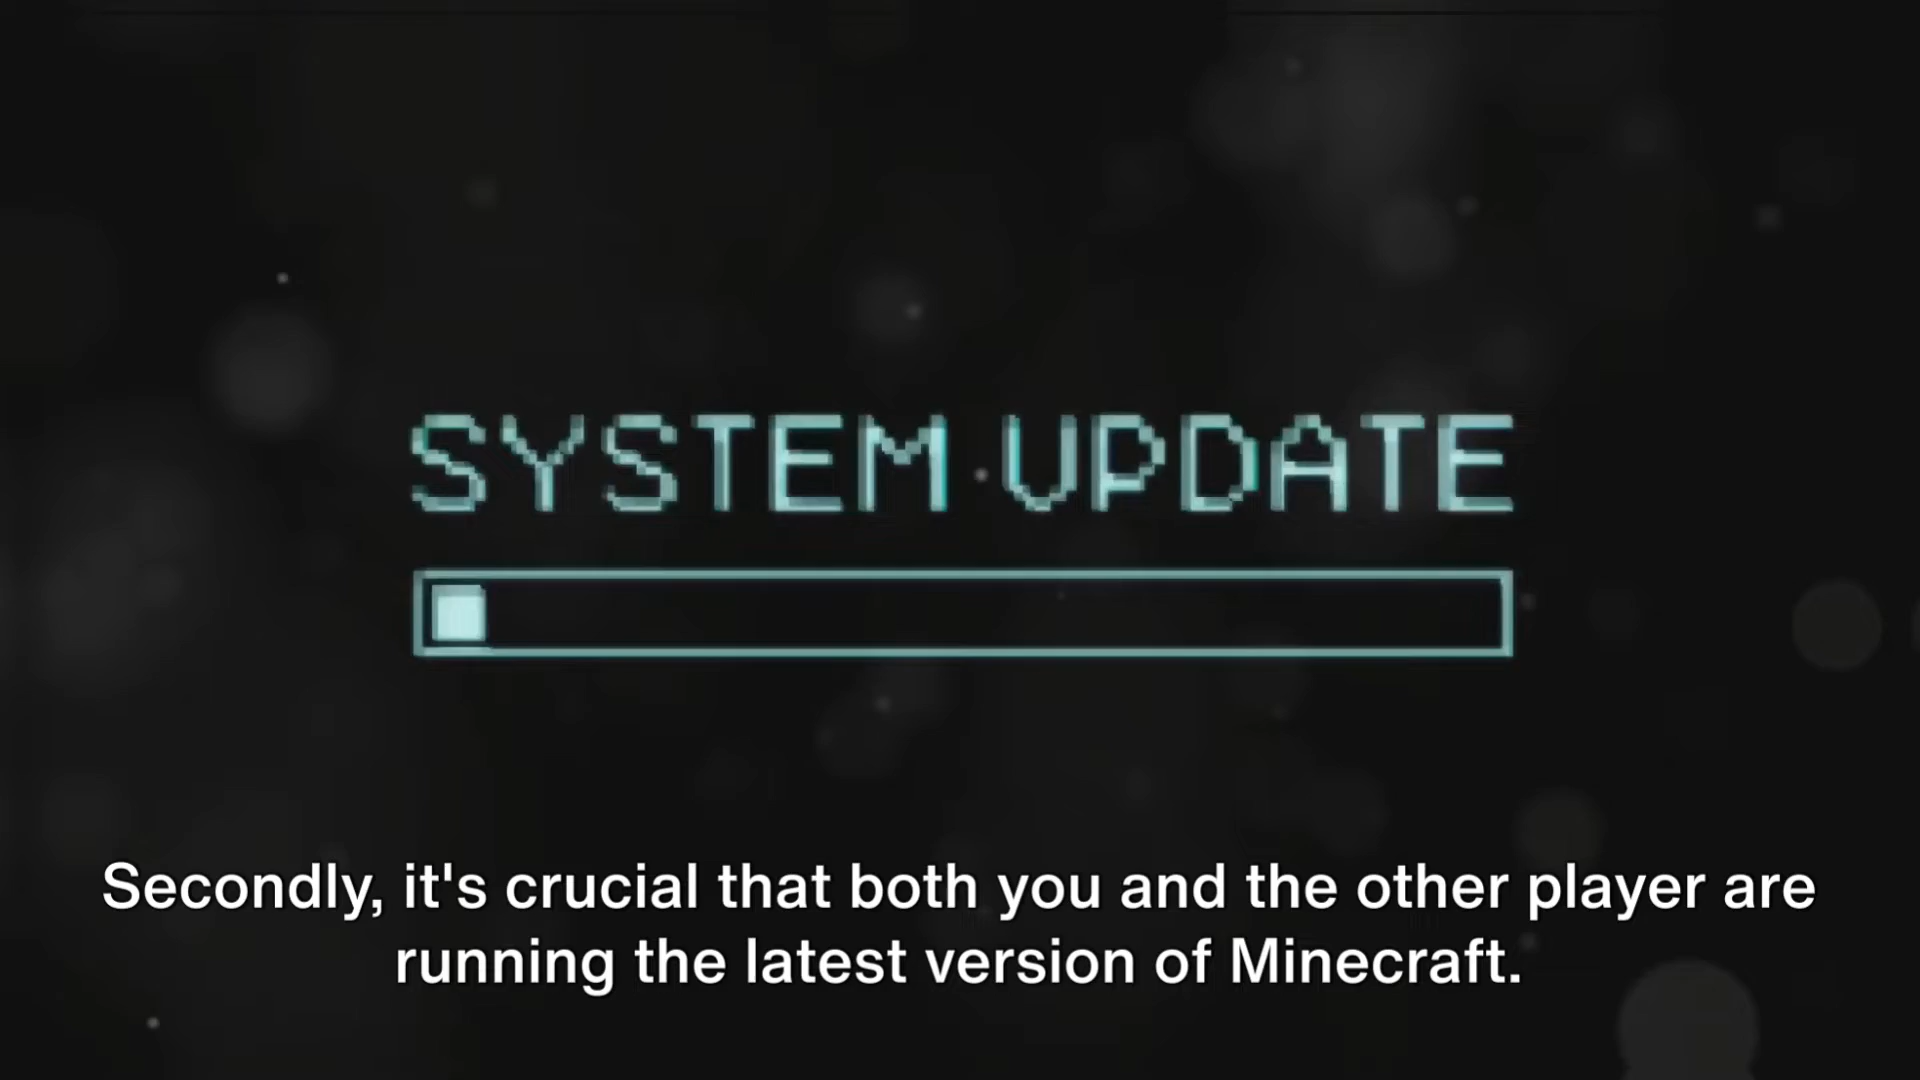 SYSTEM UPDATE
Secondly, it's crucial that both you and the other player are
running the latest version of Minecraft.